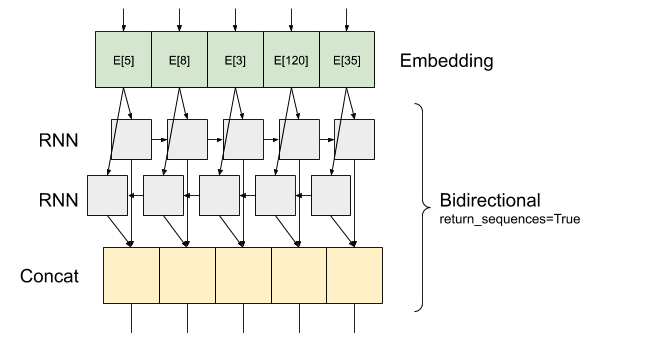 E[5] E[8] E[3] E[120] E[35]
Embedding
RNN
RNN
Bidirectional
return_sequences=True
Concat